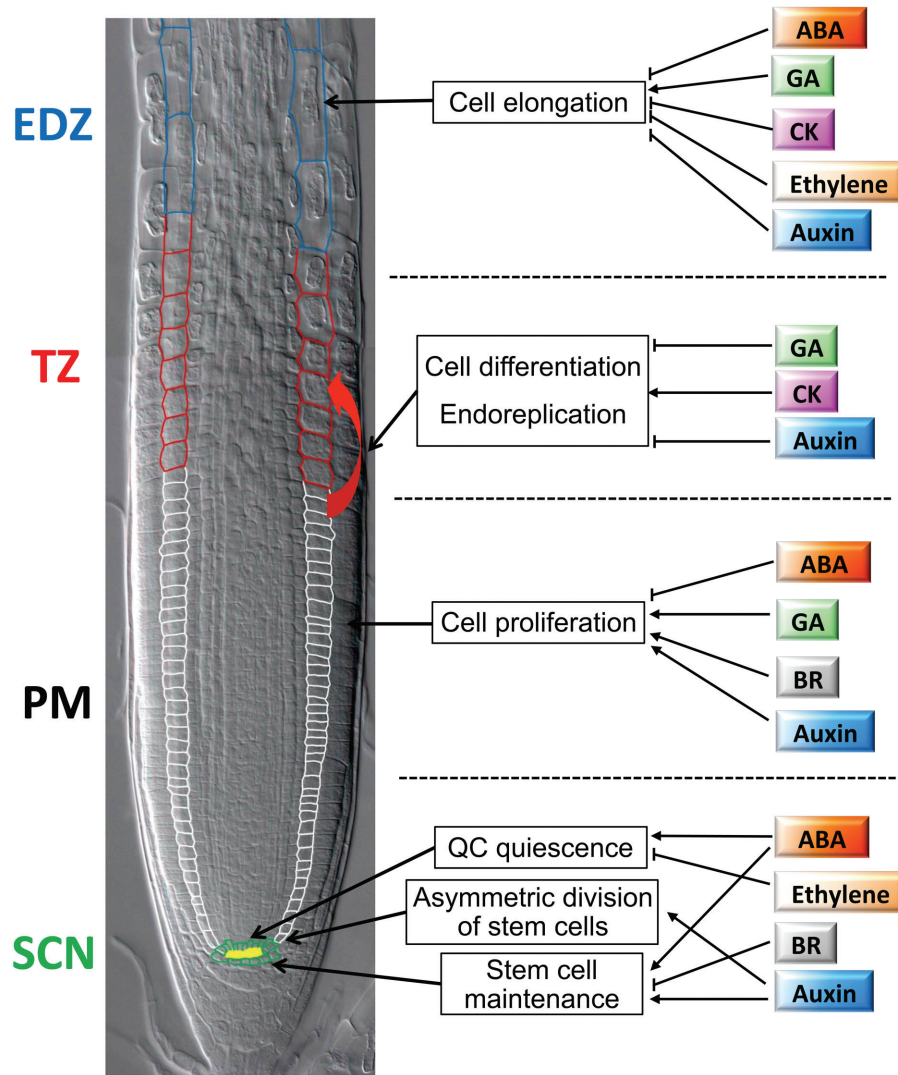 EDZ
Cell elongation
ABA
GA
CK
Ethylene
Auxin
TZ
Cell differentiation
Endoreplication
GA
CK
Auxin
PM
Cell proliferation
ABA
GA
BR
Auxin
SCN
QC quiescence
Asymmetric division
of stem cells
Stem cell
maintenance
ABA
Ethylene
BR
Auxin